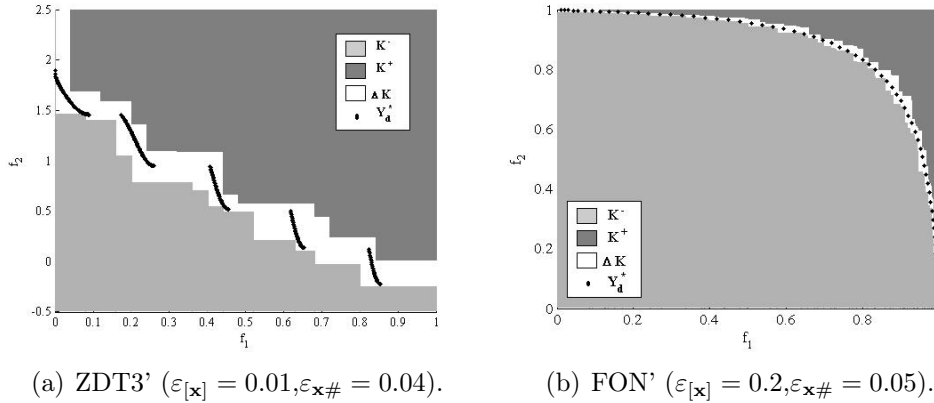 2.5
2
1.5
1
0.5
0
-0.5
f₂
0 0.1 0.2 0.3 0.4 0.5 0.6 0.7 0.8 0.9 1
f₁
K⁻
K⁺
Δ K
Y*d
(a) ZDT3' (ε[x] = 0.01,εx# = 0.04).
1
0.8
0.6
0.4
0.2
0
f₂
0 0.2 0.4 0.6 0.8
f₁
K⁻
K⁺
Δ K
Y*d
(b) FON' (ε[x] = 0.2,εx# = 0.05).